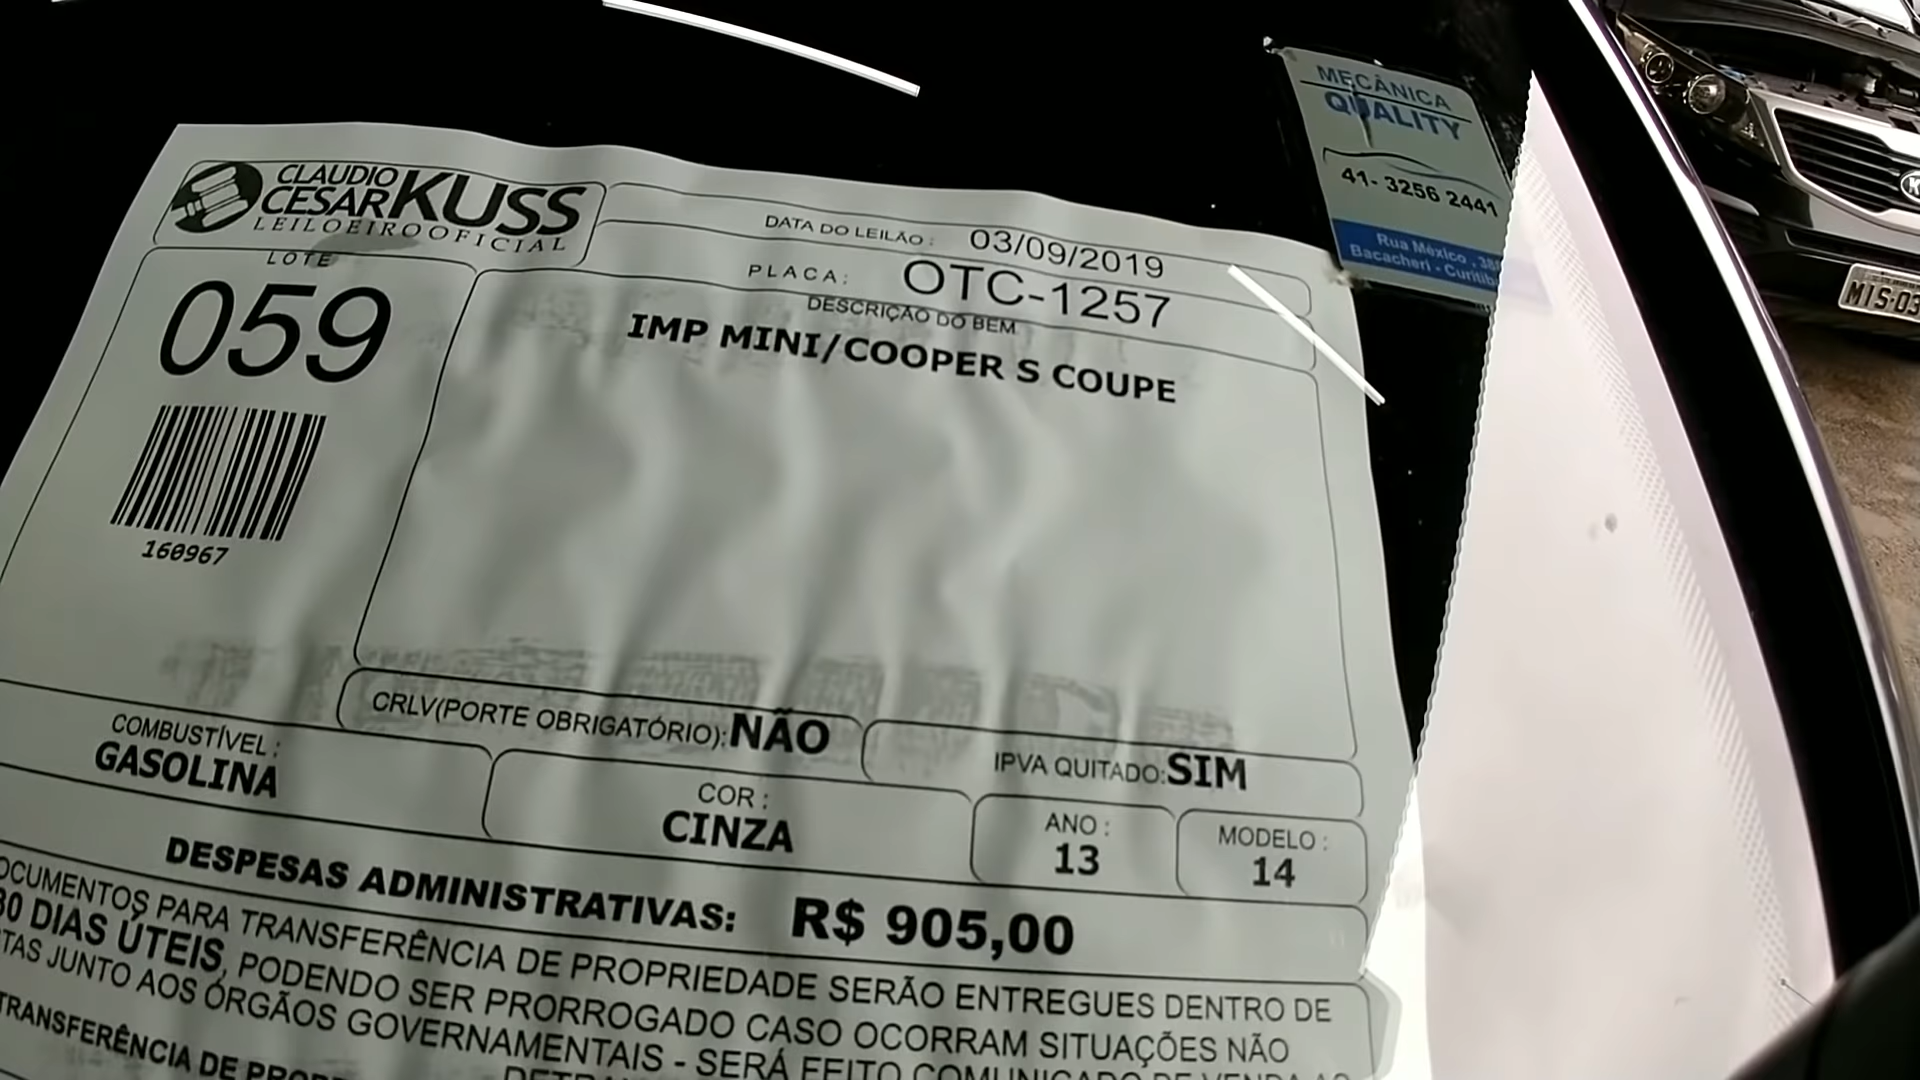 CLAUDIO
CESAR KUSS
LEILOEIRO OFICIAL
DATA DO LEILÃO: 03/09/2019
PLACA: OTC-1257
LOTE
059
160967
DESCRIÇÃO DO BEM
IMP MINI/COOPER S COUPE
CRLV(PORTE OBRIGATÓRIO): NÃO
IPVA QUITADO: SIM
COMBUSTÍVEL:
GASOLINA
COR:
CINZA
ANO:
13
MODELO:
14
DESPESAS ADMINISTRATIVAS: R$ 905,00
OCUMENTOS PARA TRANSFERÊNCIA DE PROPRIEDADE SERÃO ENTREGUES DENTRO DE
30 DIAS ÚTEIS, PODENDO SER PRORROGADO CASO OCORRAM SITUAÇÕES NÃO
TAS JUNTO AOS ÓRGÃOS GOVERNAMENTAIS - SERÁ FEITO COMUNICADO DE VENDA AO
TRANSFERÊNCIA DE
MECÂNICA
QUALITY
41- 3256 2441
Rua México, 38
Bacacheri - Curitiba
MIS-03